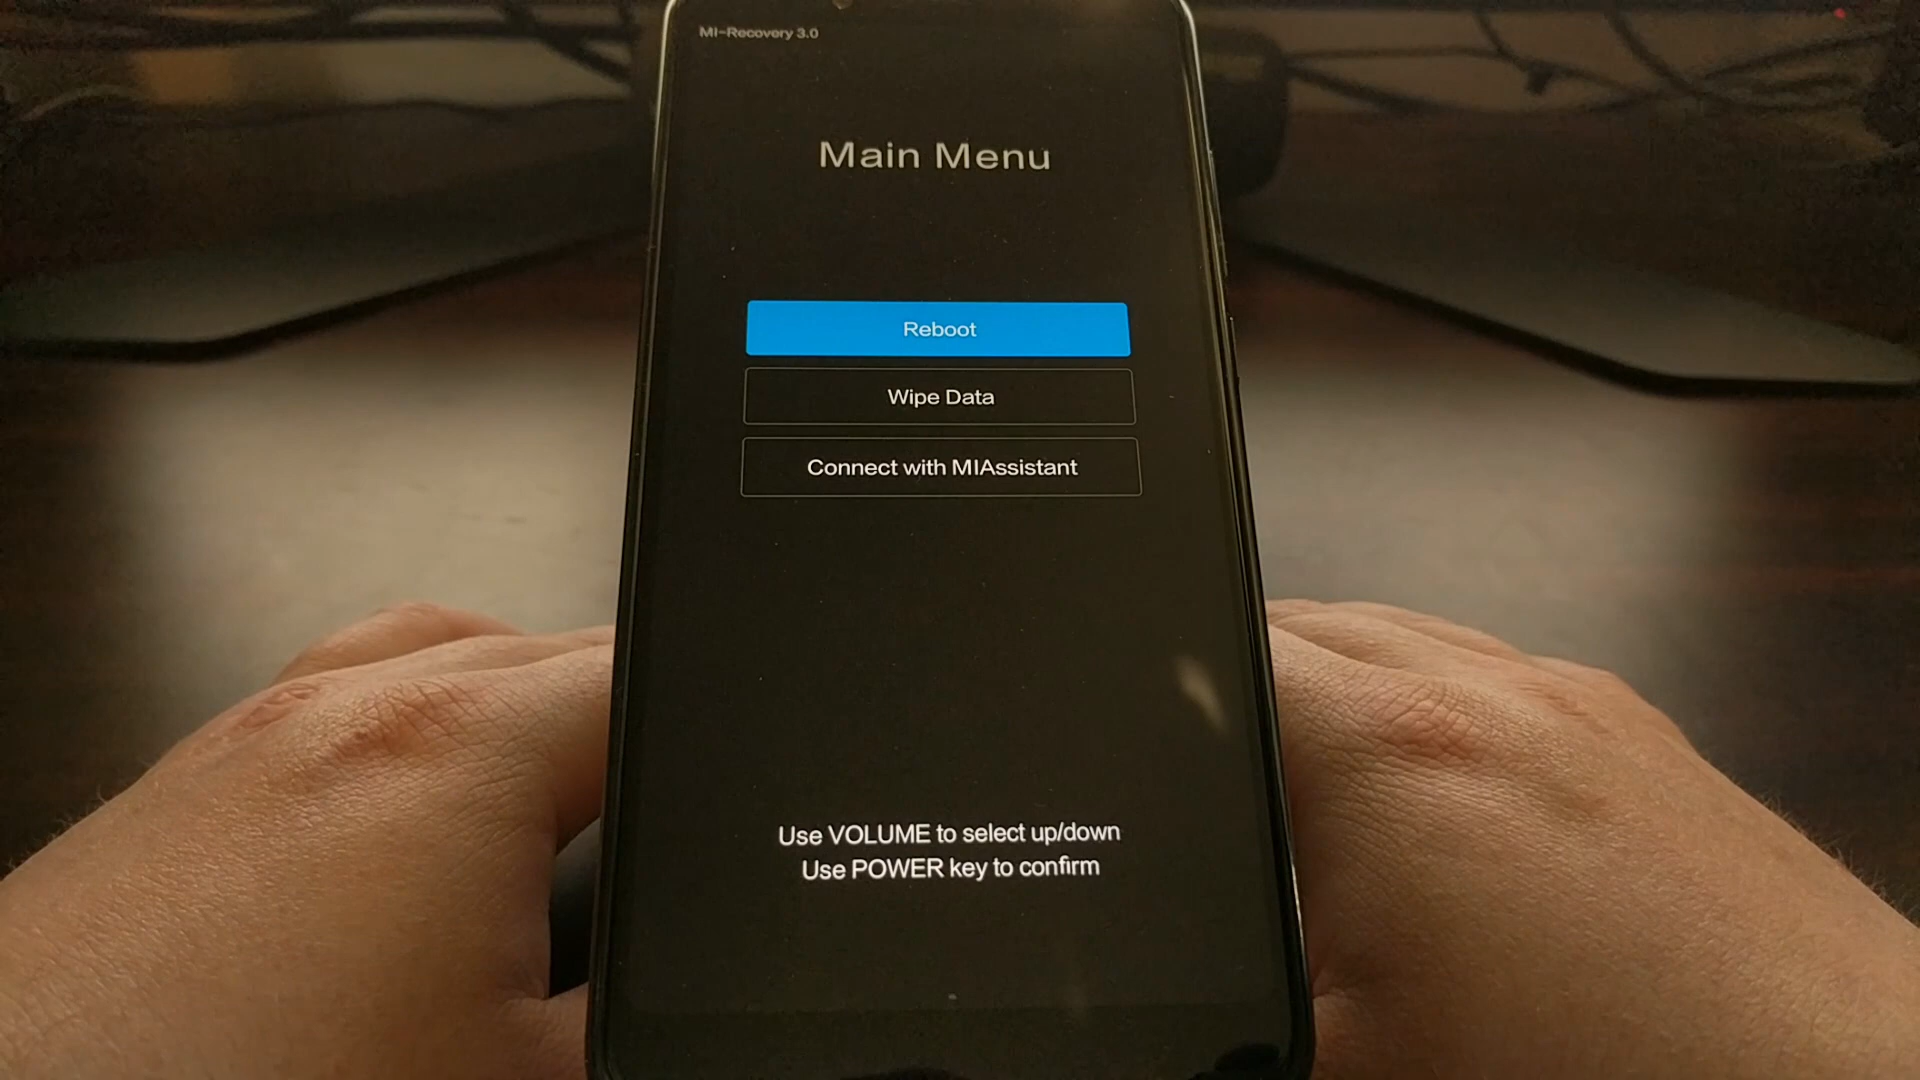 MI-Recovery 3.0
Main Menu
Reboot
Wipe Data
Connect with MIAssistant
Use VOLUME to select up/down
Use POWER key to confirm